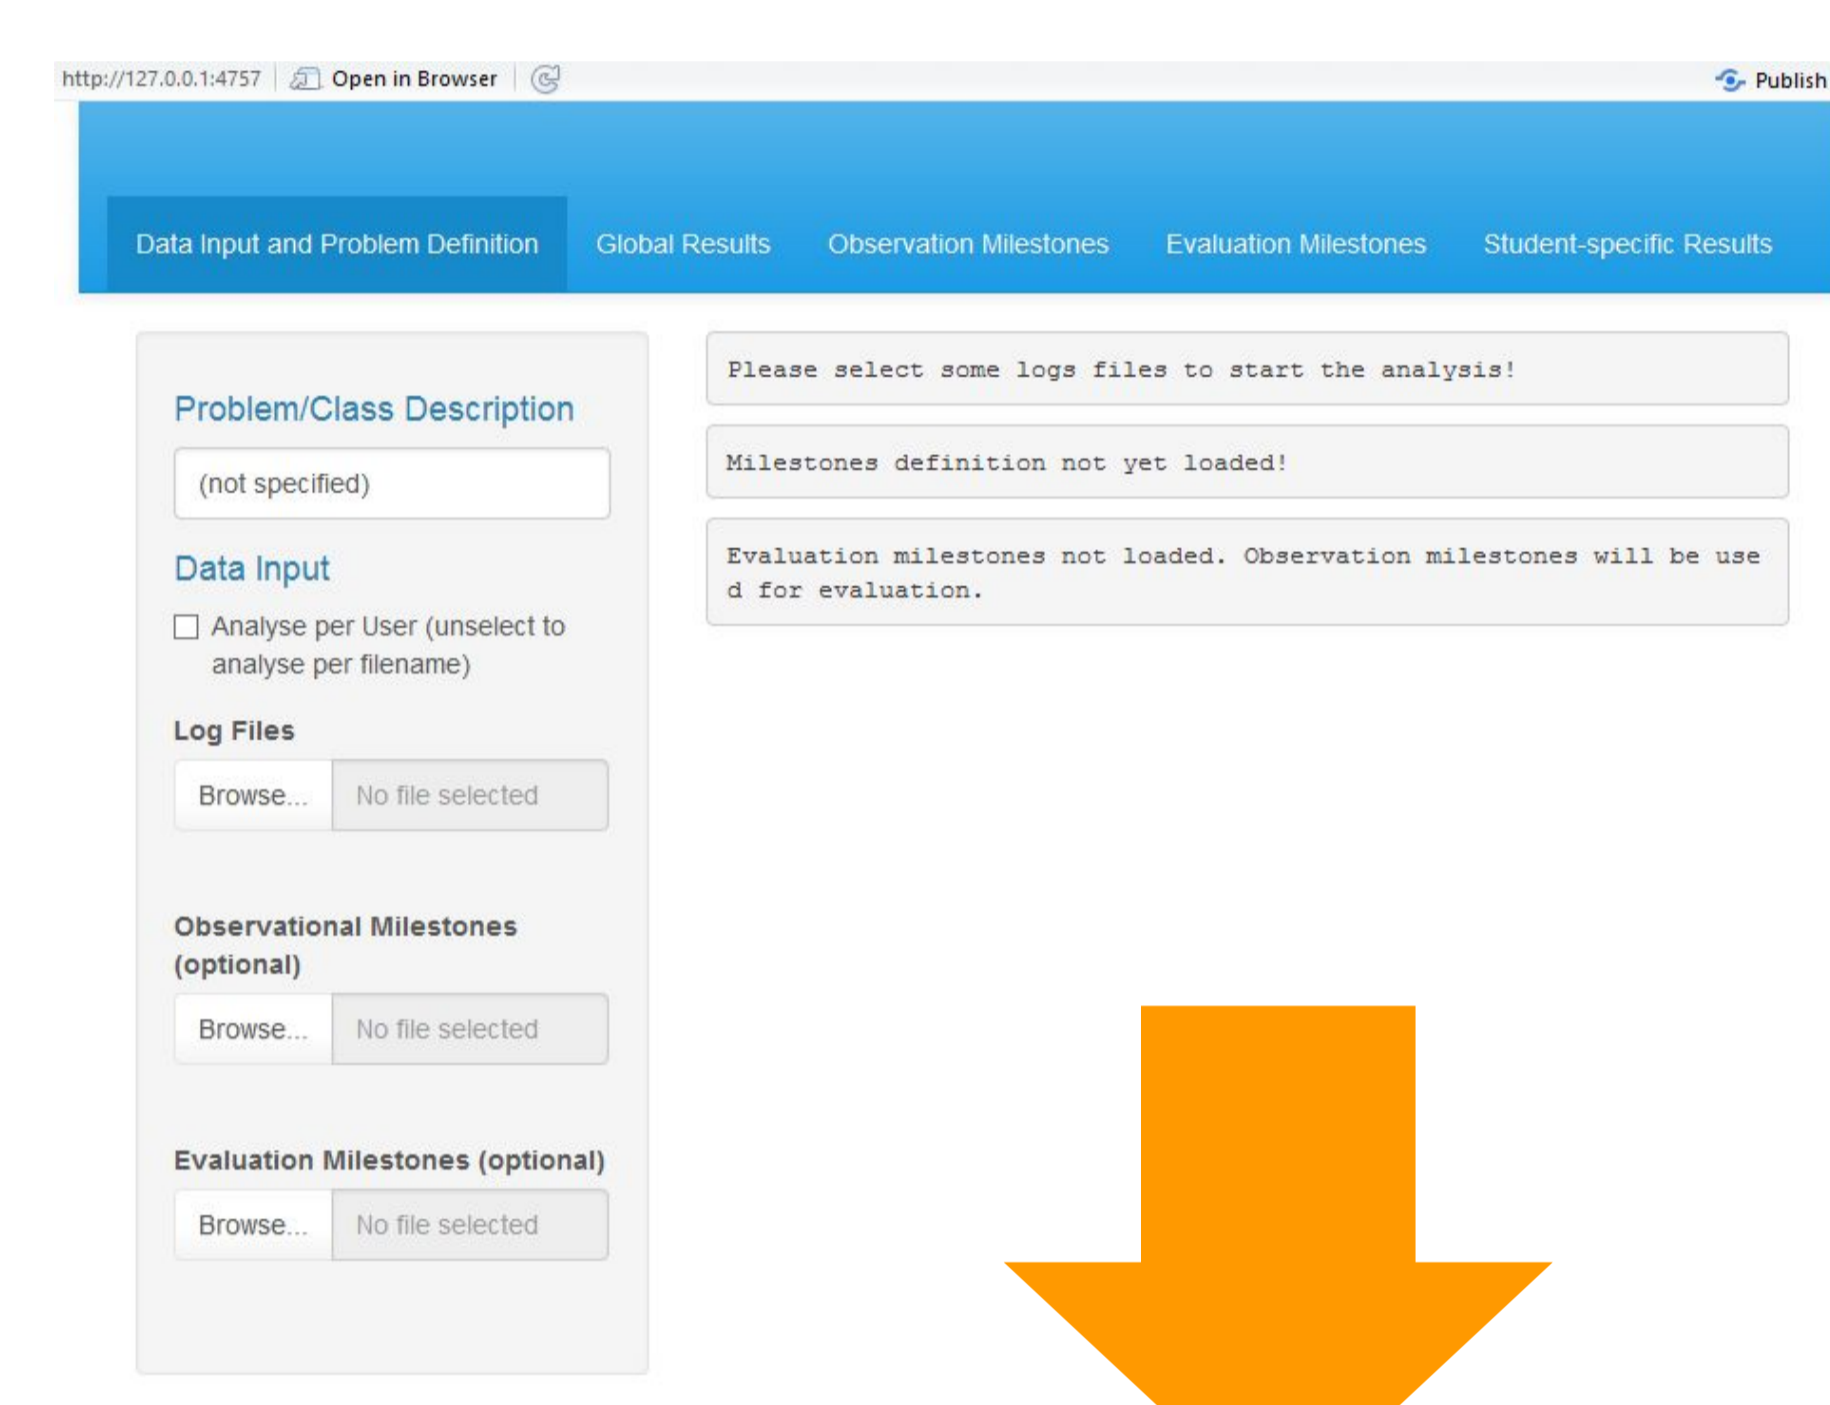 http://127.0.0.1:4757 Open in Browser Publish
Data Input and Problem Definition Global Results Observation Milestones Evaluation Milestones Student-specific Results
Problem/Class Description
(not specified)
Data Input
Analyse per User (unselect to
analyse per filename)
Log Files
Browse... No file selected
Observational Milestones
(optional)
Browse... No file selected
Evaluation Milestones (optional)
Browse... No file selected
Please select some logs files to start the analysis!
Milestones definition not yet loaded!
Evaluation milestones not loaded. Observation milestones will be use
d for evaluation.